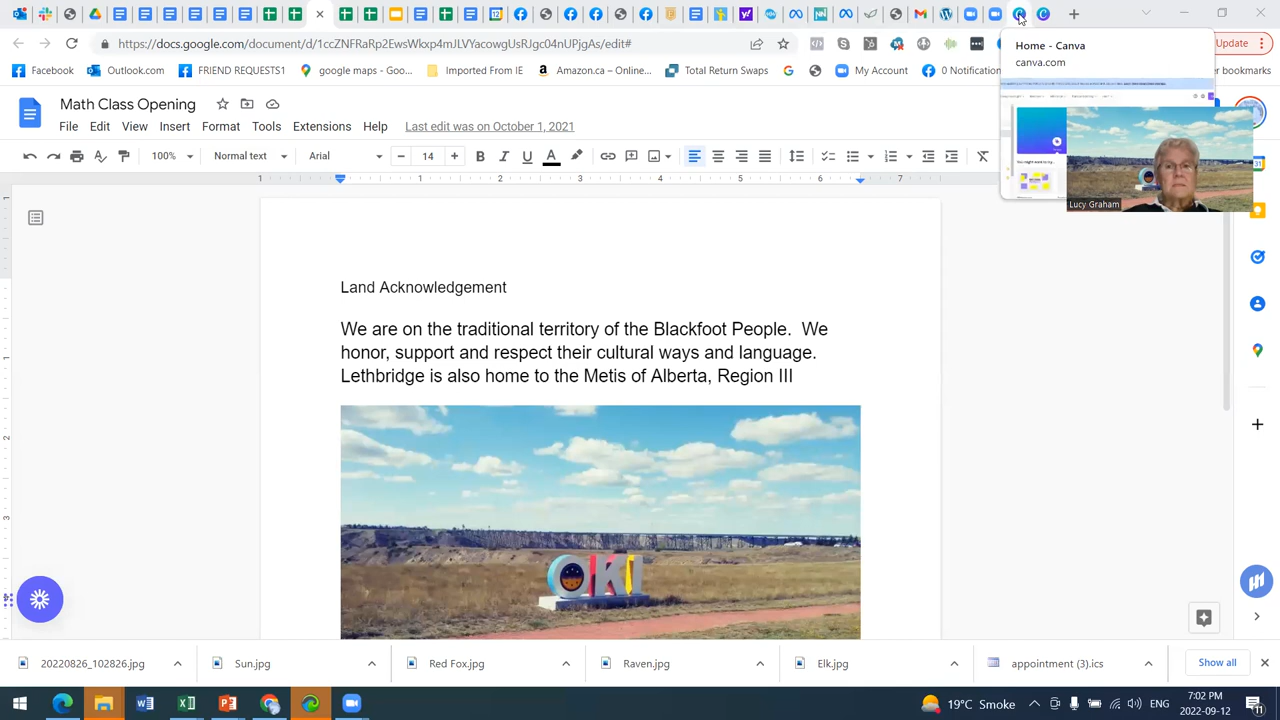 https://docs.google.com/document/d/1ccZNFRaRp2EwsWkxp4mJLVYacowgUsRJgc04n1PJgAs/edit#
Update
Home - Canva
canva.com
Facebook
Outlook.com
FRIEND REQUESTS1
google maps - Goo...
Imported From IE
Amazon.ca – Online...
Total Return Swaps
My Account
0 Notification
r bookmarks
Math Class Opening
File Edit View Insert Format Tools Extensions Help Last edit was on October 1, 2021
100% Normal text Arial 14
Lucy Graham
Land Acknowledgement
We are on the traditional territory of the Blackfoot People. We
honor, support and respect their cultural ways and language.
Lethbridge is also home to the Metis of Alberta, Region III
OKI
20220826_102826.jpg
Sun.jpg
Red Fox.jpg
Raven.jpg
Elk.jpg
appointment (3).ics
Show all
19°C Smoke
ENG
7:02 PM
2022-09-12